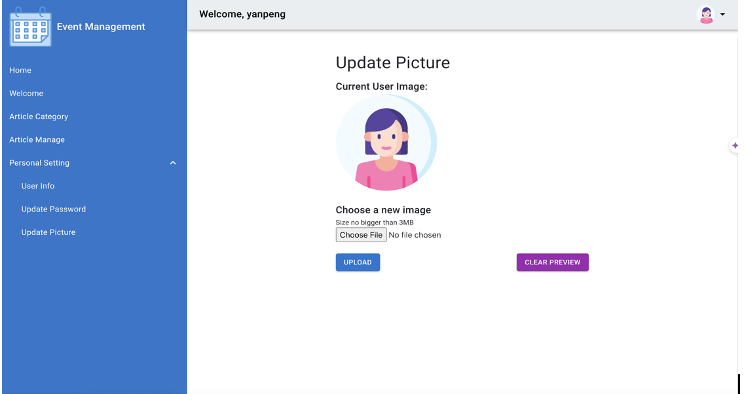 Event Management
Home
Welcome
Article Category
Article Manage
Personal Setting
User Info
Update Password
Update Picture
Welcome, yanpeng
Update Picture
Current User Image:
Choose a new image
Size no bigger than 3MB
Choose File No file chosen
UPLOAD
CLEAR PREVIEW